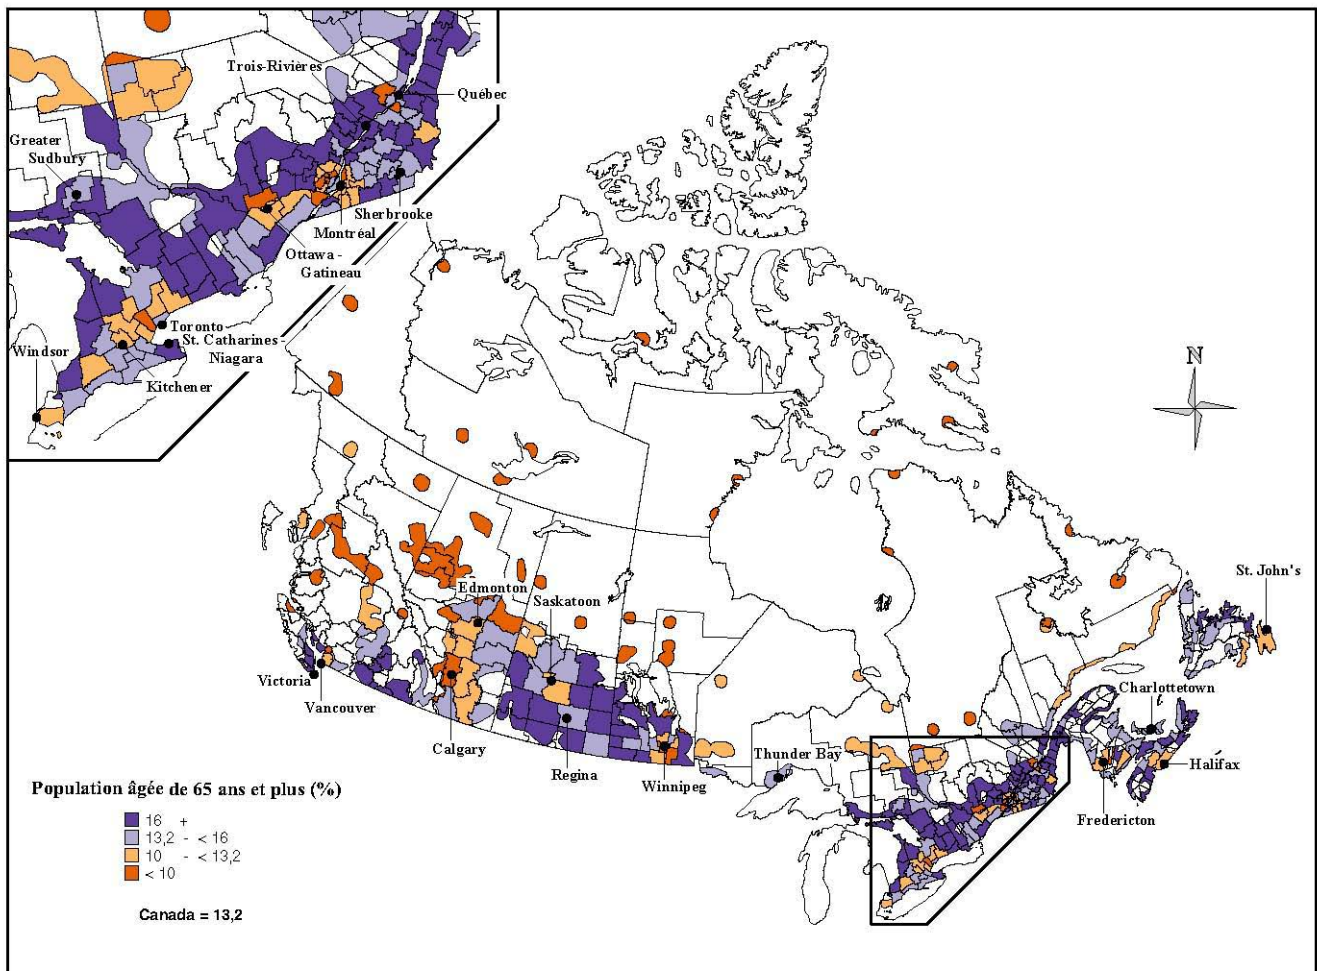 Trois-Rivières
Québec
Greater
Sudbury
Sherbrooke
Montréal
Ottawa -
Gatineau
Toronto
St. Catharines -
Niagara
Windsor
Kitchener
N
St. John's
Edmonton
Saskatoon
Victoria
Vancouver
Charlottetown
Calgary
Regina
Winnipeg
Thunder Bay
Halifax
Fredericton
Population âgée de 65 ans et plus (%)
16 +
13,2 - < 16
10 - < 13,2
< 10
Canada = 13,2